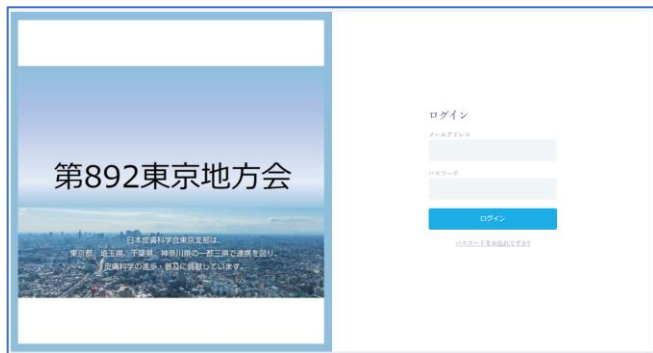 第892東京地方会
日本皮膚科学会東京支部は、
東京都、埼玉県、千葉県、神奈川県の一都三県で連携を図り、
皮膚科学の進歩・普及に貢献しています。
ログイン
メールアドレス
パスワード
ログイン
パスワードをお忘れですか?